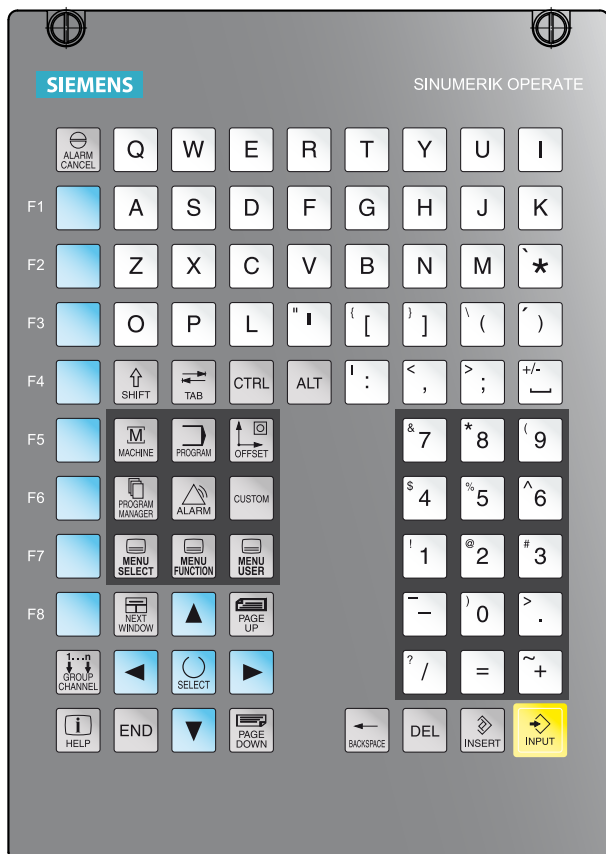 SIEMENS SINUMERIK OPERATE
ALARM CANCEL Q W E R T Y U I
F1 A S D F G H J K
F2 Z X C V B N M ` *
F3 O P L " ' { [ } ] \ ( ´ )
F4 SHIFT TAB CTRL ALT ! : < , > ; +/-
F5 M MACHINE PROGRAM OFFSET & 7 * 8 ( 9
F6 PROGRAM MANAGER ALARM CUSTOM $ 4 % 5 ^ 6
F7 MENU SELECT MENU FUNCTION MENU USER ! 1 @ 2 # 3
F8 NEXT WINDOW PAGE UP _ - ) 0 > .
1...n GROUP CHANNEL SELECT ? / = ~ +
i HELP END PAGE DOWN BACKSPACE DEL INSERT INPUT